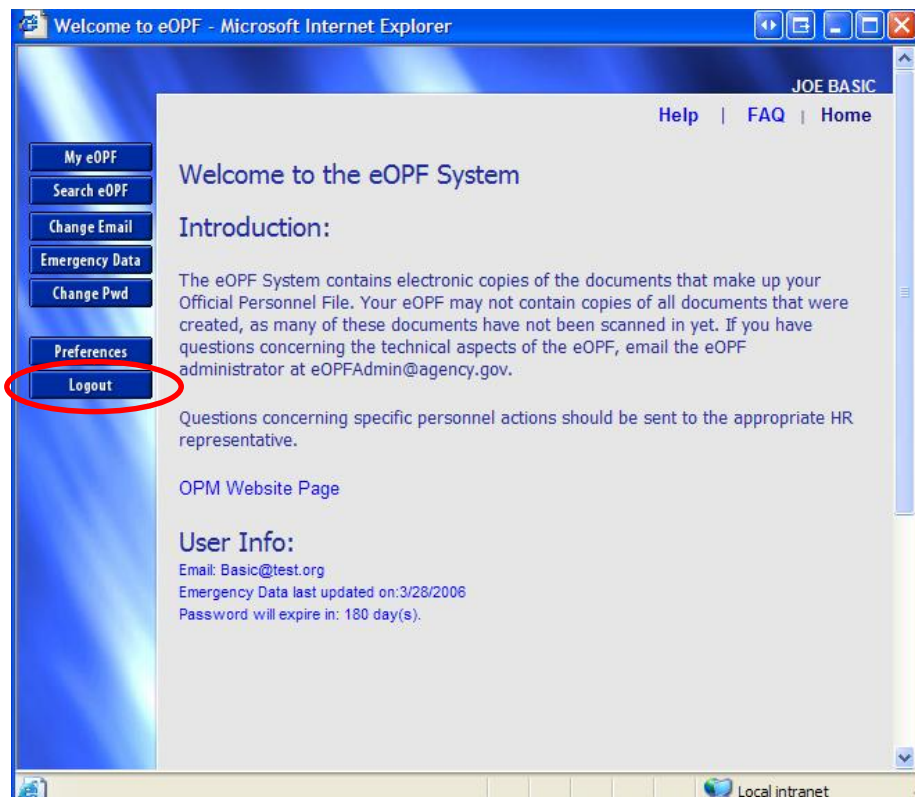 Welcome to eOPF - Microsoft Internet Explorer
JOE BASIC
Help | FAQ | Home
My eOPF
Search eOPF
Change Email
Emergency Data
Change Pwd
Preferences
Logout
Welcome to the eOPF System
Introduction:
The eOPF System contains electronic copies of the documents that make up your
Official Personnel File. Your eOPF may not contain copies of all documents that were
created, as many of these documents have not been scanned in yet. If you have
questions concerning the technical aspects of the eOPF, email the eOPF
administrator at eOPFAdmin@agency.gov.
Questions concerning specific personnel actions should be sent to the appropriate HR
representative.
OPM Website Page
User Info:
Email: Basic@test.org
Emergency Data last updated on:3/28/2006
Password will expire in: 180 day(s).
Local intranet